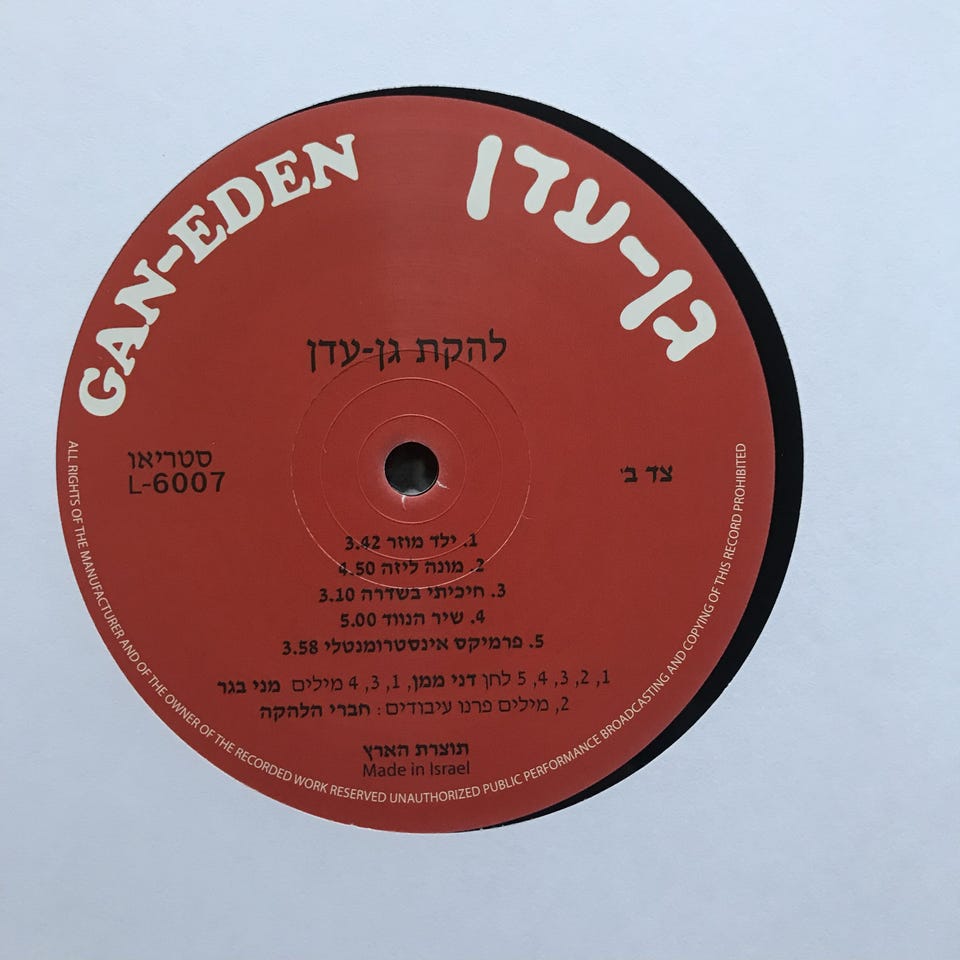 GAN-EDEN
גן-עדן
להקת גן-עדן
סטריאו
L-6007
צד ב׳
1. ילד מוזר 3.42
2. מונה ליזה 4.50
3. חיכיתי בשדרה 3.10
4. שיר הנווד 5.00
5. פרמיקס אינסטרומנטלי 3.58
1, 2, 3, 4, 5 לחן דני ממן, 1, 3, 4 מילים מני בגר
2, מילים פרנו עיבודים: חברי הלהקה
תוצרת הארץ
Made in Israel
ALL RIGHTS OF THE MANUFACTURER AND OF THE OWNER OF THE RECORDED WORK RESERVED UNAUTHORIZED PUBLIC PERFORMANCE BROADCASTING AND COPYING OF THIS RECORD PROHIBITED